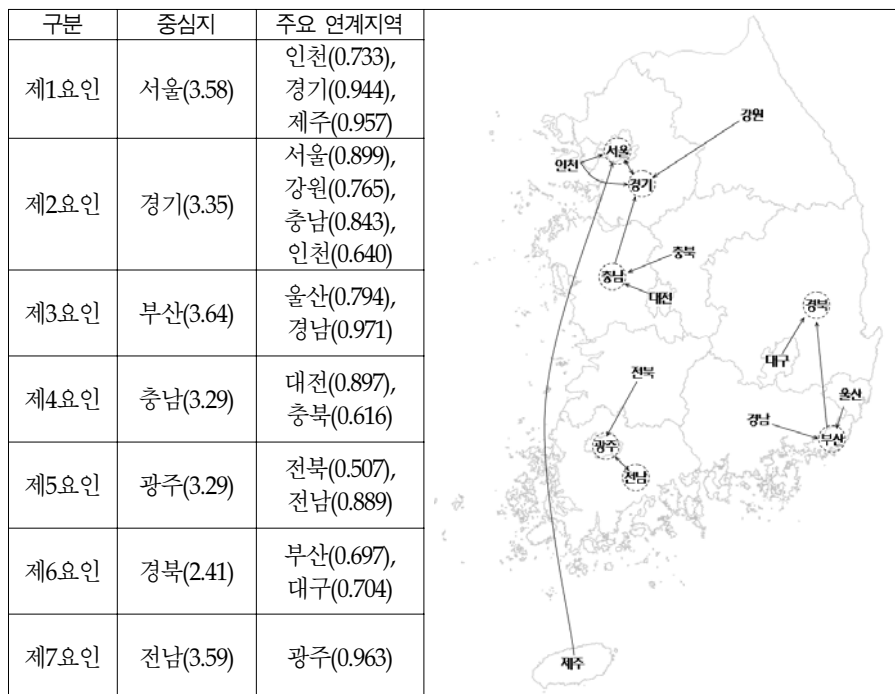 구분 중심지 주요 연계지역
제1요인 서울(3.58) 인천(0.733),
경기(0.944),
제주(0.957)
제2요인 경기(3.35) 서울(0.899),
강원(0.765),
충남(0.843),
인천(0.640)
제3요인 부산(3.64) 울산(0.794),
경남(0.971)
제4요인 충남(3.29) 대전(0.897),
충북(0.616)
제5요인 광주(3.29) 전북(0.507),
전남(0.889)
제6요인 경북(2.41) 부산(0.697),
대구(0.704)
제7요인 전남(3.59) 광주(0.963)
강원
서울
인천
경기
충북
충남
대전
경북
대구
전북
울산
경남
부산
광주
전남
제주